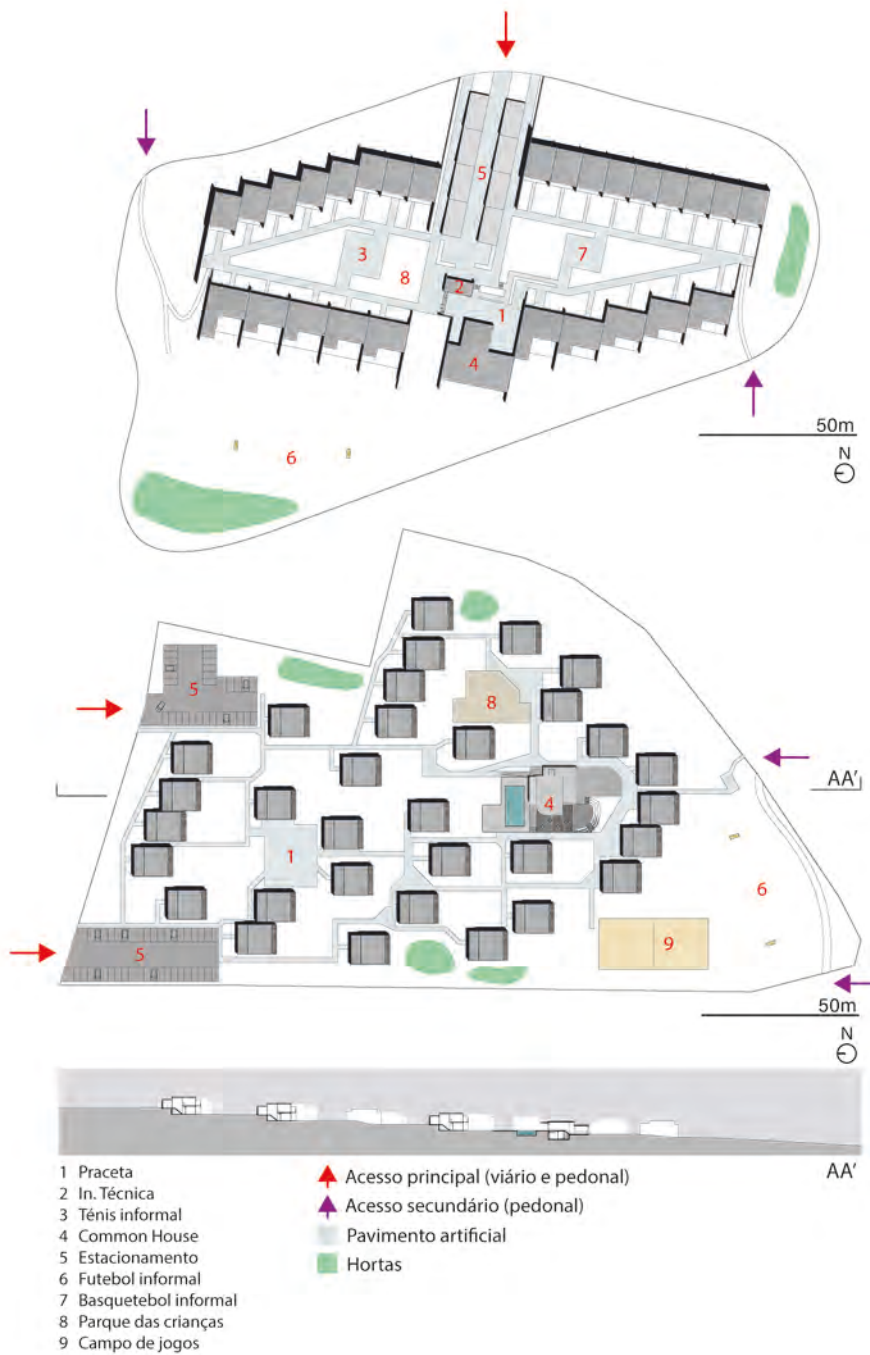 5
3
7
8
2
1
4
50m
N
6
5
8
AA'
4
1
6
5
9
50m
N
AA'
1 Praceta
2 In. Técnica
3 Ténis informal
4 Common House
5 Estacionamento
6 Futebol informal
7 Basquetebol informal
8 Parque das crianças
9 Campo de jogos
Acesso principal (viário e pedonal)
Acesso secundário (pedonal)
Pavimento artificial
Hortas